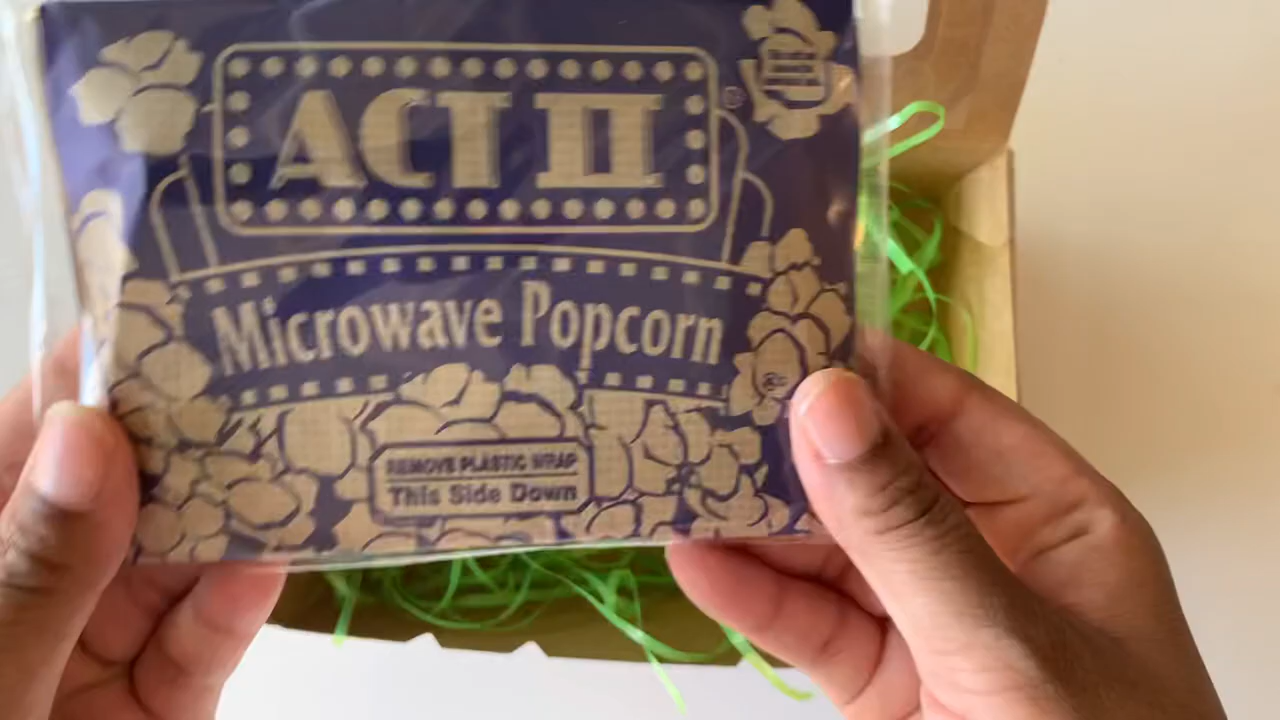 ACT II
®
Microwave Popcorn
REMOVE PLASTIC WRAP
This Side Down